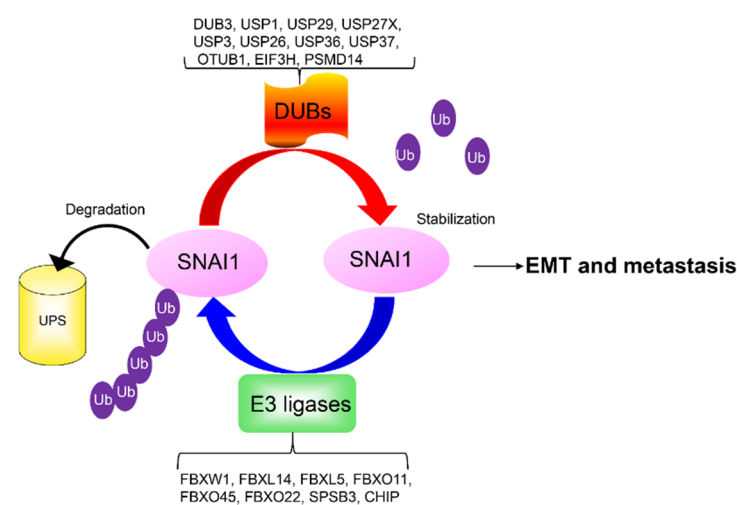 DUB3, USP1, USP29, USP27X,
USP3, USP26, USP36, USP37,
OTUB1, EIF3H, PSMD14
DUBs
Ub
Ub
Ub
Degradation
Stabilization
SNAI1
SNAI1
EMT and metastasis
UPS
Ub
Ub
Ub
Ub
Ub
E3 ligases
FBXW1, FBXL14, FBXL5, FBXO11,
FBXO45, FBXO22, SPSB3, CHIP